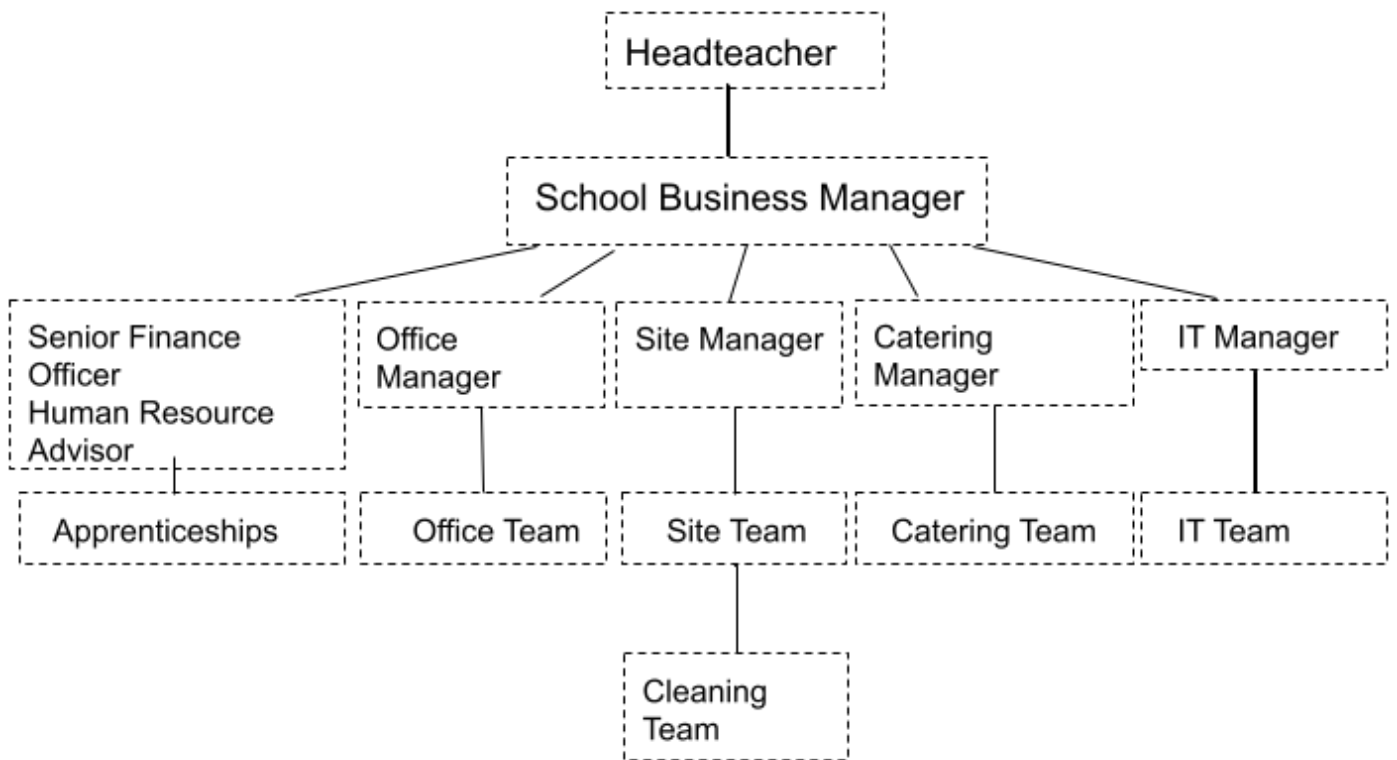 Headteacher
School Business Manager
Senior Finance
Officer
Human Resource
Advisor
Office
Manager
Site Manager
Catering
Manager
IT Manager
Apprenticeships
Office Team
Site Team
Catering Team
IT Team
Cleaning
Team